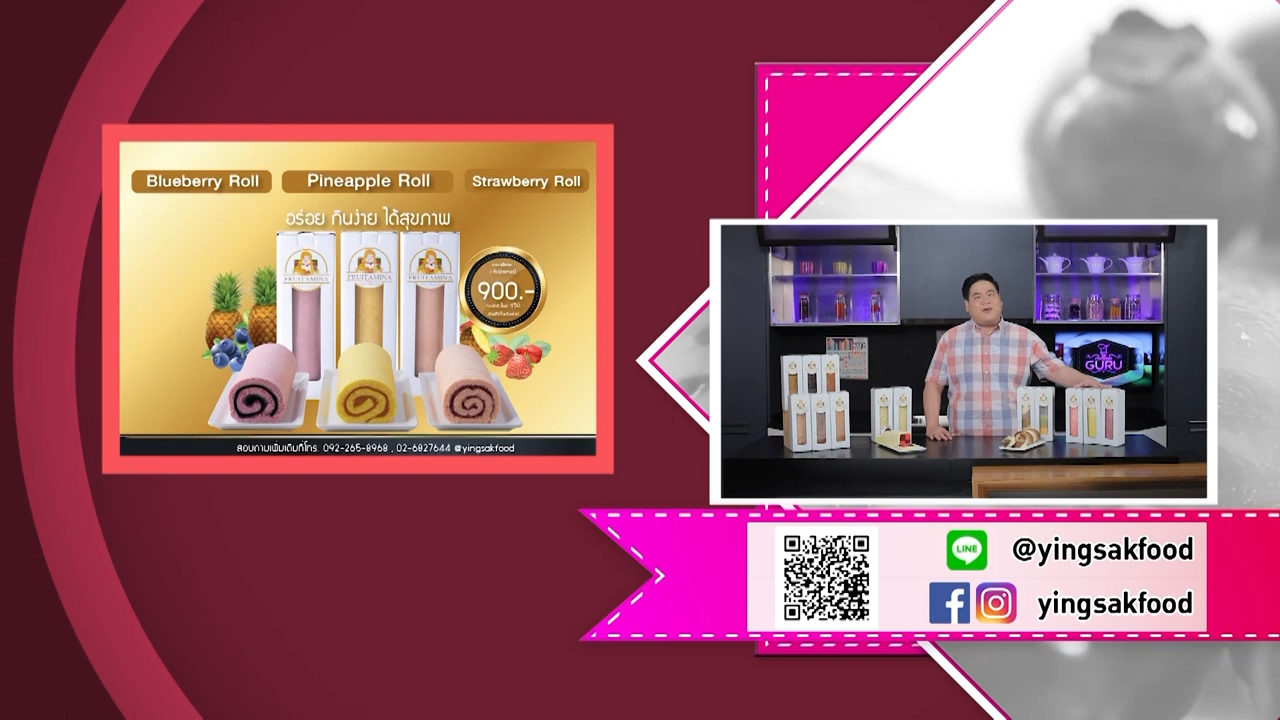 Blueberry Roll
Pineapple Roll
Strawberry Roll
อร่อย กินง่าย ได้สุขภาพ
FRUITAMINA
FRUITAMINA
FRUITAMINA
900.-
สอบถามเพิ่มเติมที่โทร. 092-265-8968 , 02-6827644 @yingsakfood
GURU
LINE
@yingsakfood
yingsakfood